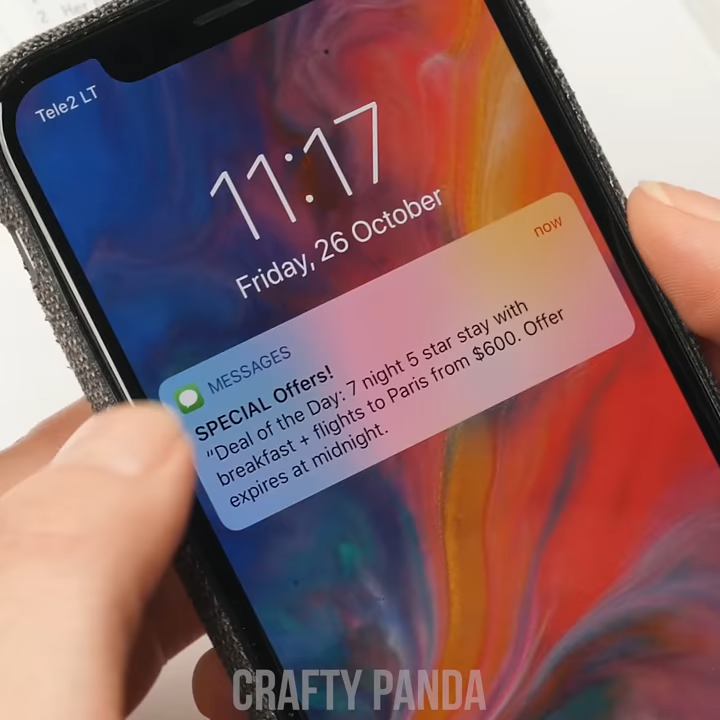 Tele2 LT
11:17
Friday, 26 October
MESSAGES
now
SPECIAL Offers!
"Deal of the Day: 7 night 5 star stay with
breakfast + flights to Paris from $600. Offer
expires at midnight.
CRAFTY PANDA